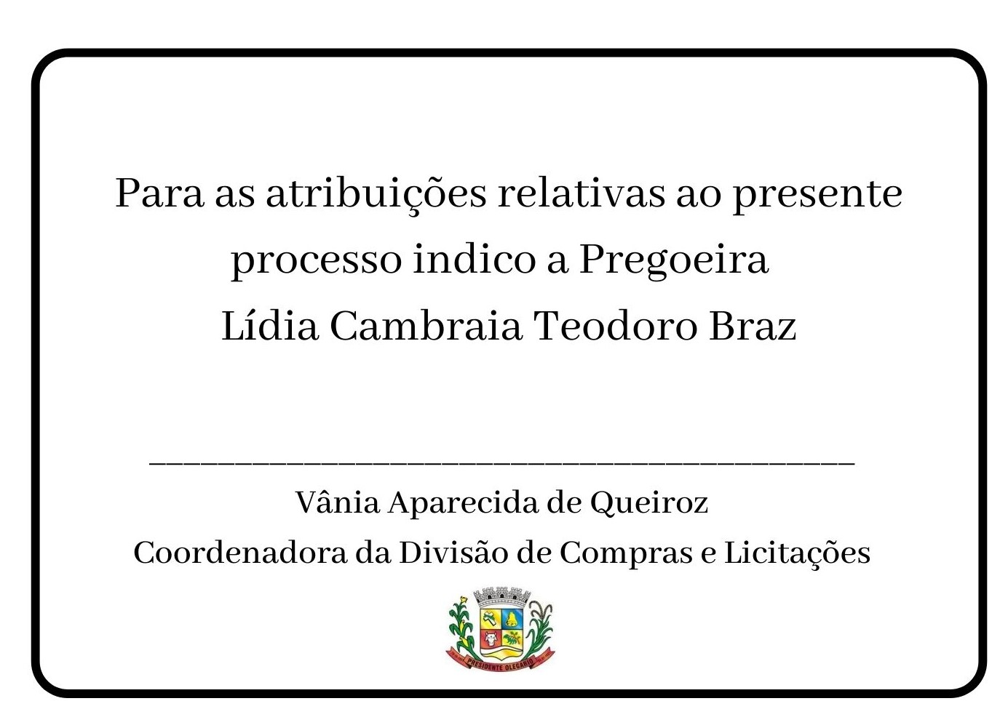 Para as atribuições relativas ao presente
processo indico a Pregoeira
Lídia Cambraia Teodoro Braz
_________________________________________
Vânia Aparecida de Queiroz
Coordenadora da Divisão de Compras e Licitações
PRESIDENTE OLEGÁRIO